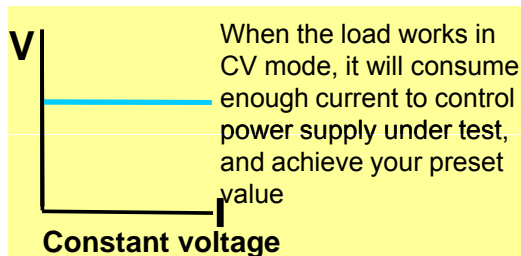 V
When the load works in
CV mode, it will consume
enough current to control
power supply under test,
and achieve your preset
value
I
Constant voltage